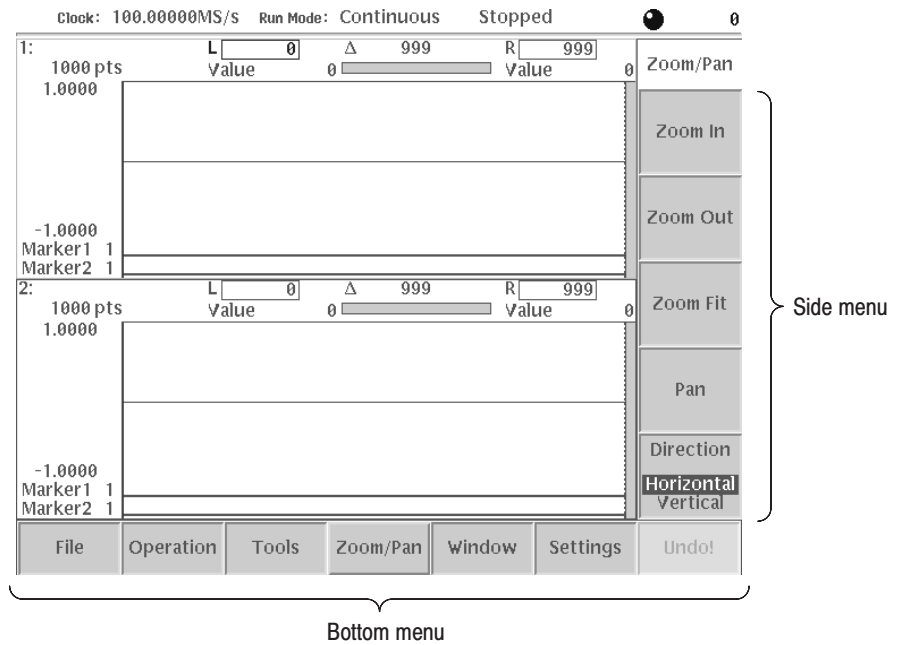 Clock: 100.00000MS/s Run Mode: Continuous Stopped 0
1: L 0 Δ 999 R 999
1000 pts Value 0 Value 0
1.0000
-1.0000
Marker1 1
Marker2 1
2: L 0 Δ 999 R 999
1000 pts Value 0 Value 0
1.0000
-1.0000
Marker1 1
Marker2 1
Zoom/Pan
Zoom In
Zoom Out
Zoom Fit
Pan
Direction
Horizontal
Vertical
Side menu
File Operation Tools Zoom/Pan Window Settings Undo!
Bottom menu